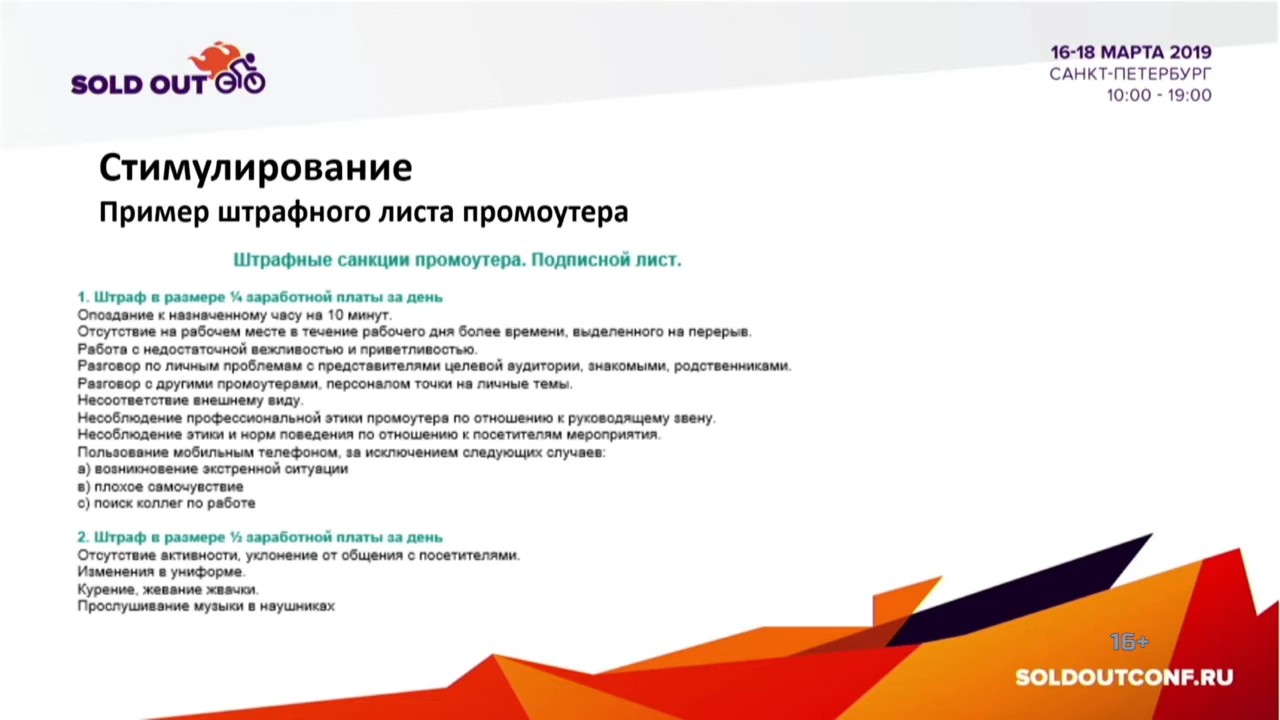 SOLD OUT
16-18 МАРТА 2019
САНКТ-ПЕТЕРБУРГ
10:00 - 19:00
Стимулирование
Пример штрафного листа промоутера
Штрафные санкции промоутера. Подписной лист.
1. Штраф в размере ¼ заработной платы за день
Опоздание к назначенному часу на 10 минут.
Отсутствие на рабочем месте в течение рабочего дня более времени, выделенного на перерыв.
Работа с недостаточной вежливостью и приветливостью.
Разговор по личным проблемам с представителями целевой аудитории, знакомыми, родственниками.
Разговор с другими промоутерами, персоналом точки на личные темы.
Несоответствие внешнему виду.
Несоблюдение профессиональной этики промоутера по отношению к руководящему звену.
Несоблюдение этики и норм поведения по отношению к посетителям мероприятия.
Пользование мобильным телефоном, за исключением следующих случаев:
а) возникновение экстренной ситуации
в) плохое самочувствие
с) поиск коллег по работе
2. Штраф в размере ½ заработной платы за день
Отсутствие активности, уклонение от общения с посетителями.
Изменения в униформе.
Курение, жевание жвачки.
Прослушивание музыки в наушниках
16+
SOLDOUTCONF.RU